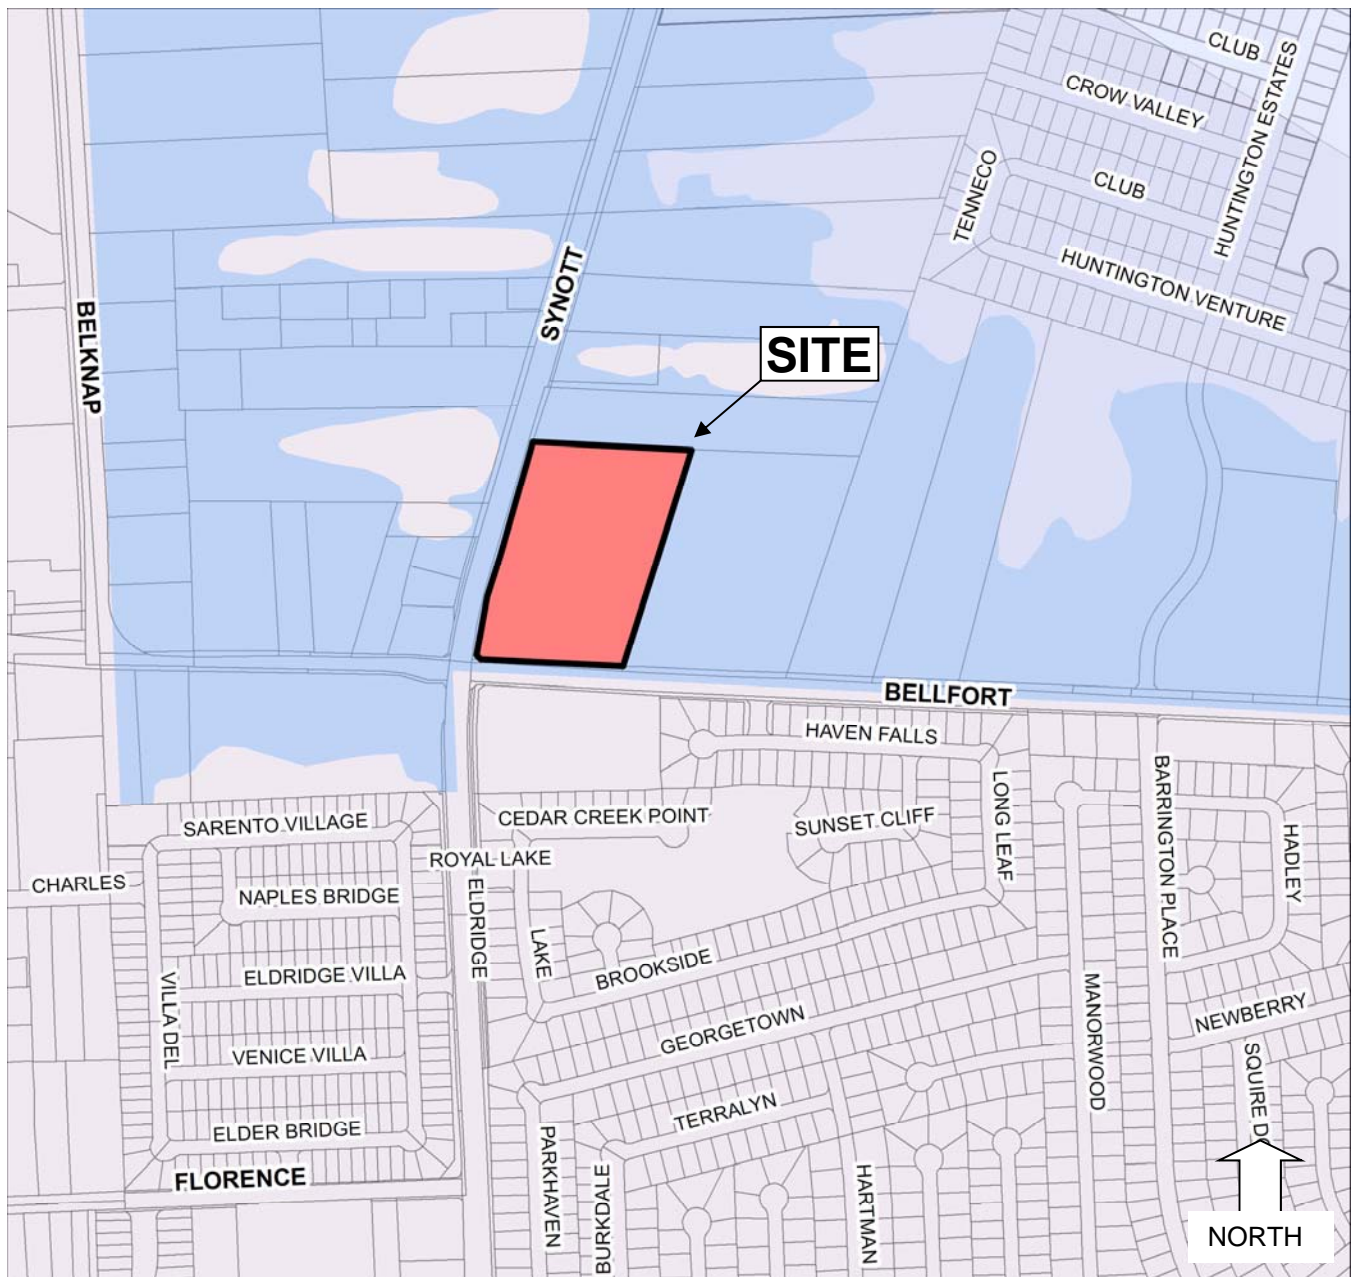 CLUB
CROW VALLEY
HUNTINGTON ESTATES
TENNECO
CLUB
HUNTINGTON VENTURE
SYNOTT
BELKNAP
SITE
BELLFORT
HAVEN FALLS
BARRINGTON PLACE
LONG LEAF
SARENTO VILLAGE
CEDAR CREEK POINT
SUNSET CLIFF
HADLEY
ROYAL LAKE
CHARLES
ELDRIDGE
NAPLES BRIDGE
LAKE
BROOKSIDE
ELDRIDGE VILLA
VILLA DEL
MANORWOOD
NEWBERRY
GEORGETOWN
VENICE VILLA
SQUIRE D
TERRALYN
ELDER BRIDGE
PARKHAVEN
FLORENCE
BURKDALE
HARTMAN
NORTH